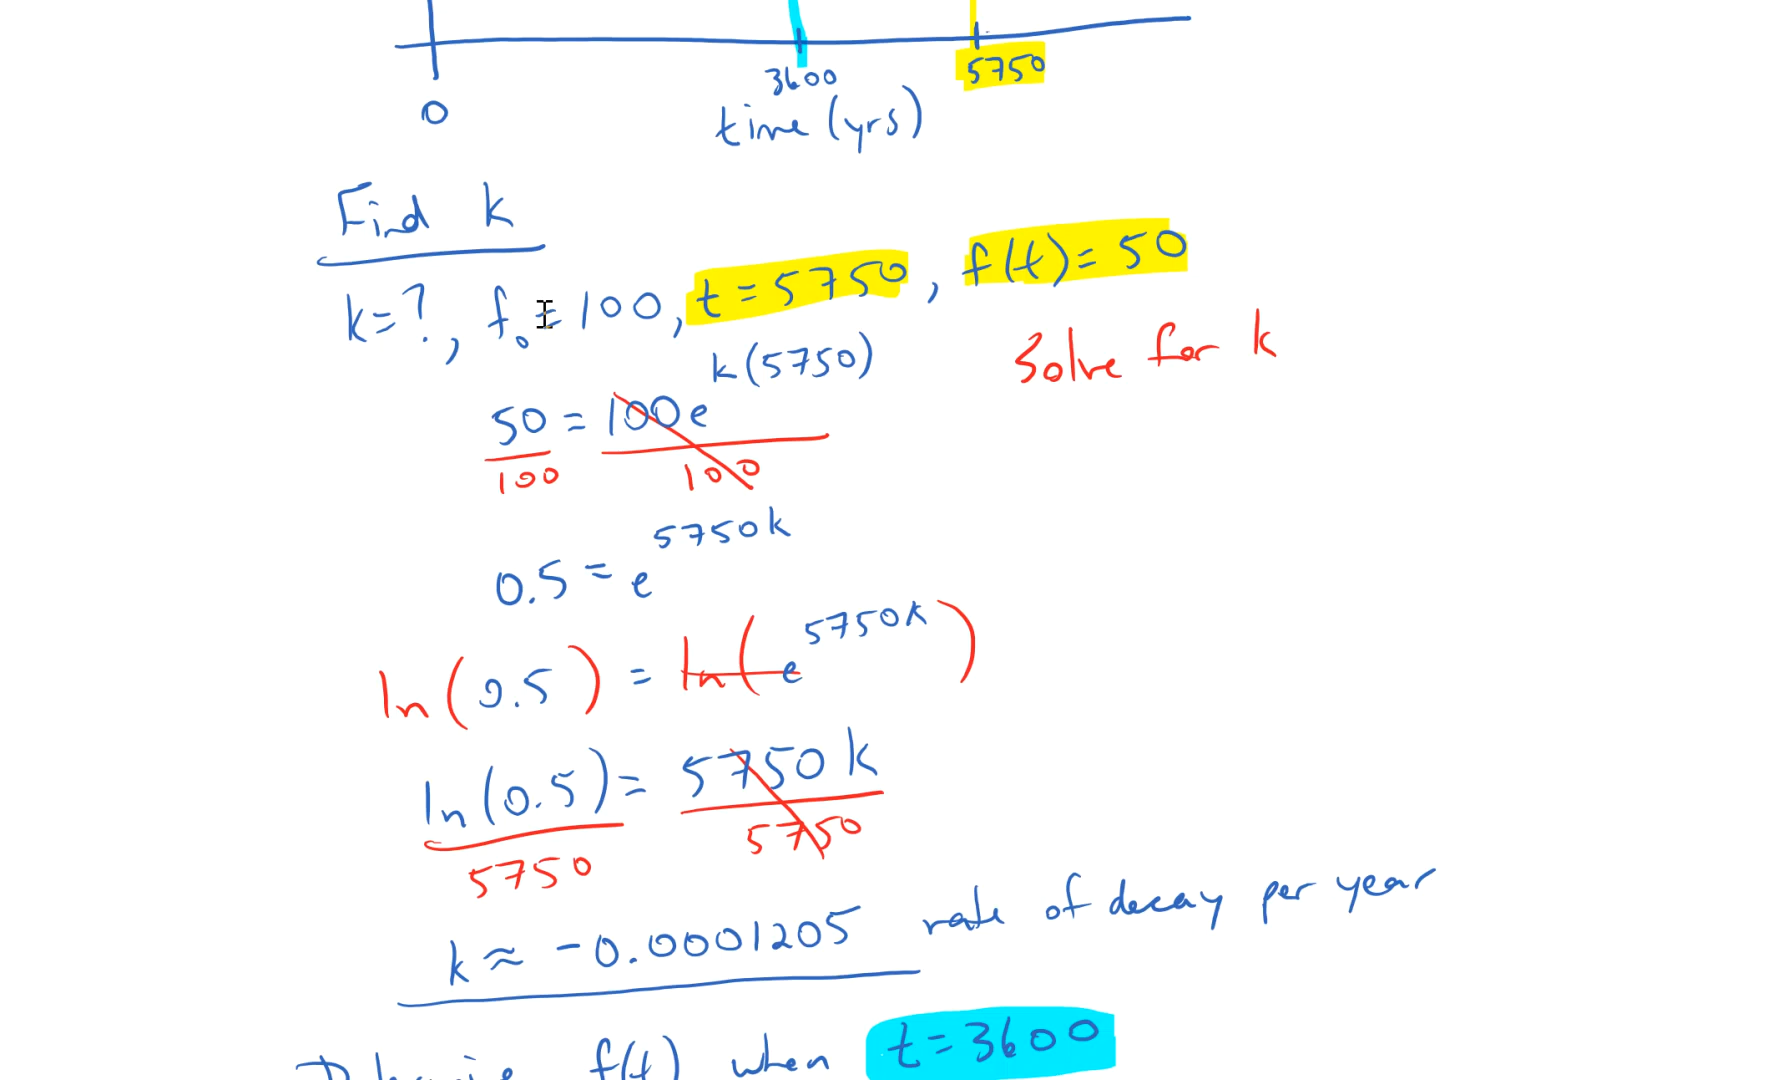 3600 5750
0 time (yrs)
Find k
k=?, f₀=100, t=5750, f(t)=50
k(5750) Solve for k
50 = 100e
100 100
5750k
0.5 = e
ln(0.5) = ln(e^5750k)
ln(0.5) = 5750 k
5750 5750
k ≈ -0.0001205 rate of decay per year
f(t) when t=3600